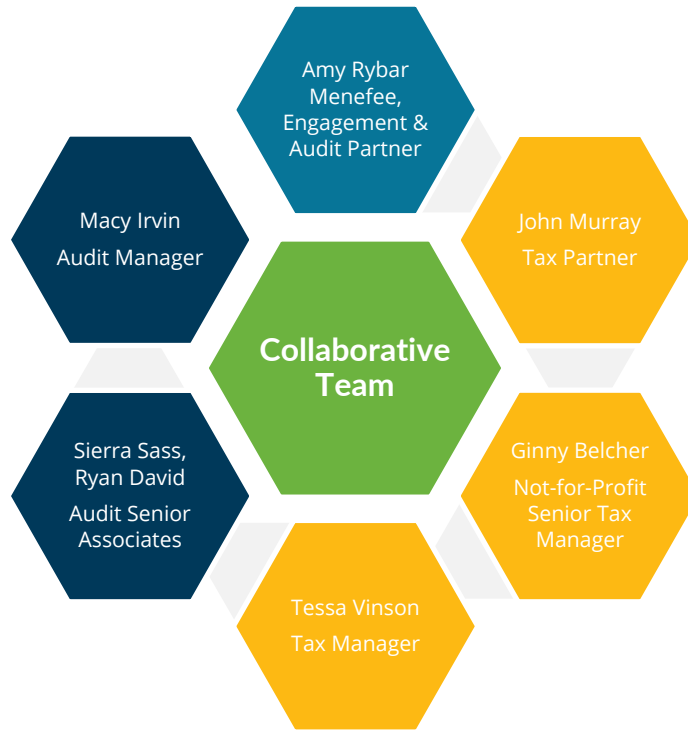 Amy Rybar
Menefee,
Engagement &
Audit Partner
John Murray
Tax Partner
Ginny Belcher
Not-for-Profit
Senior Tax
Manager
Tessa Vinson
Tax Manager
Sierra Sass,
Ryan David
Audit Senior
Associates
Macy Irvin
Audit Manager
Collaborative
Team